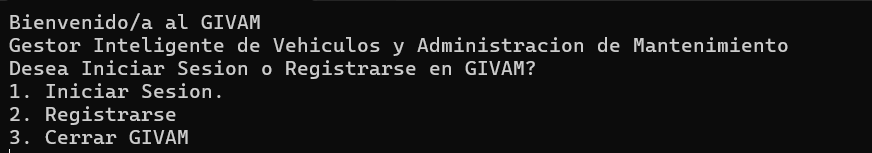 Bienvenido/a al GIVAM
Gestor Inteligente de Vehiculos y Administracion de Mantenimiento
Desea Iniciar Sesion o Registrarse en GIVAM?
1. Iniciar Sesion.
2. Registrarse
3. Cerrar GIVAM